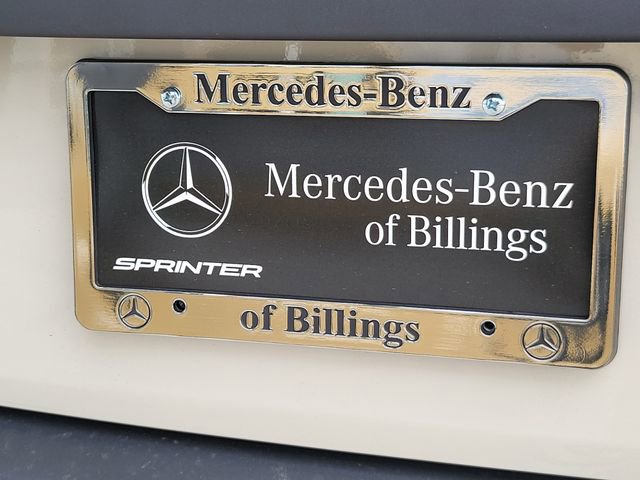 Mercedes-Benz
Mercedes-Benz
of Billings
SPRINTER
of Billings